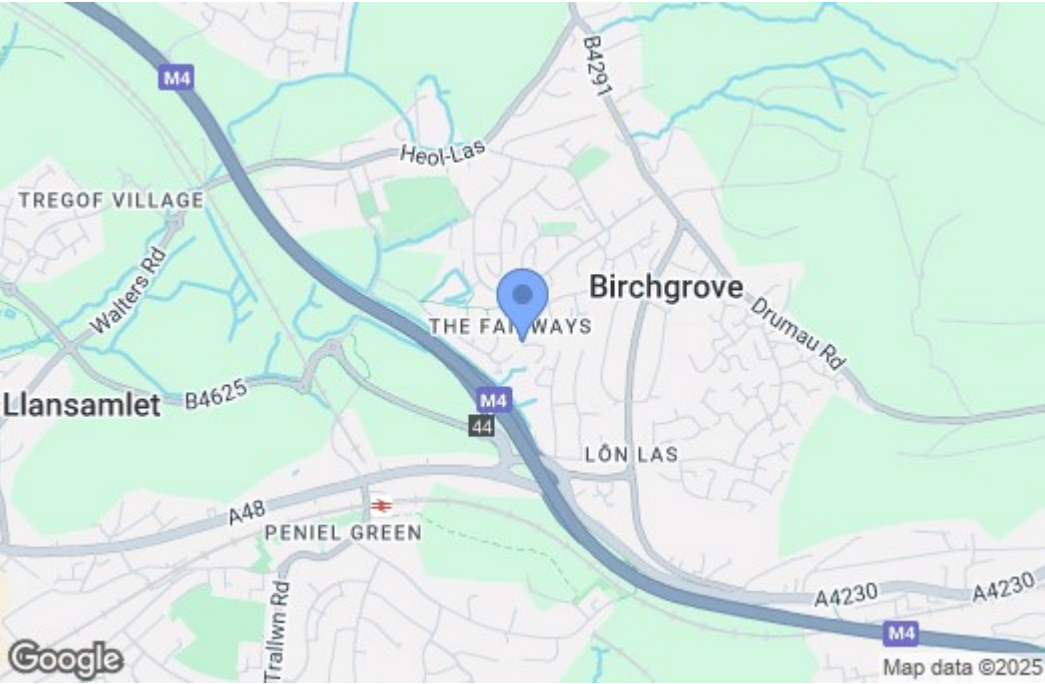 M4
B4291
Heol-Las
TREGOF VILLAGE
Walters Rd
Birchgrove
THE FAIRWAYS
Drumau Rd
B4625
Llansamlet
M4
44
LÔN LAS
A48
PENIEL GREEN
Trallwn Rd
A4230
A4230
M4
Google
Map data ©2025